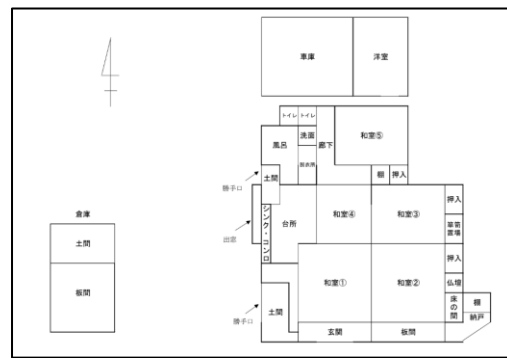 車庫
洋室
トイレ
トイレ
洗面
廊下
和室⑤
風呂
脱衣所
土間
勝手口
棚
押入
出窓
シンク・コンロ
台所
和室④
和室③
押入
箪笥置場
押入
仏壇
和室①
和室②
床の間
棚
納戸
土間
勝手口
玄関
板間
倉庫
土間
板間